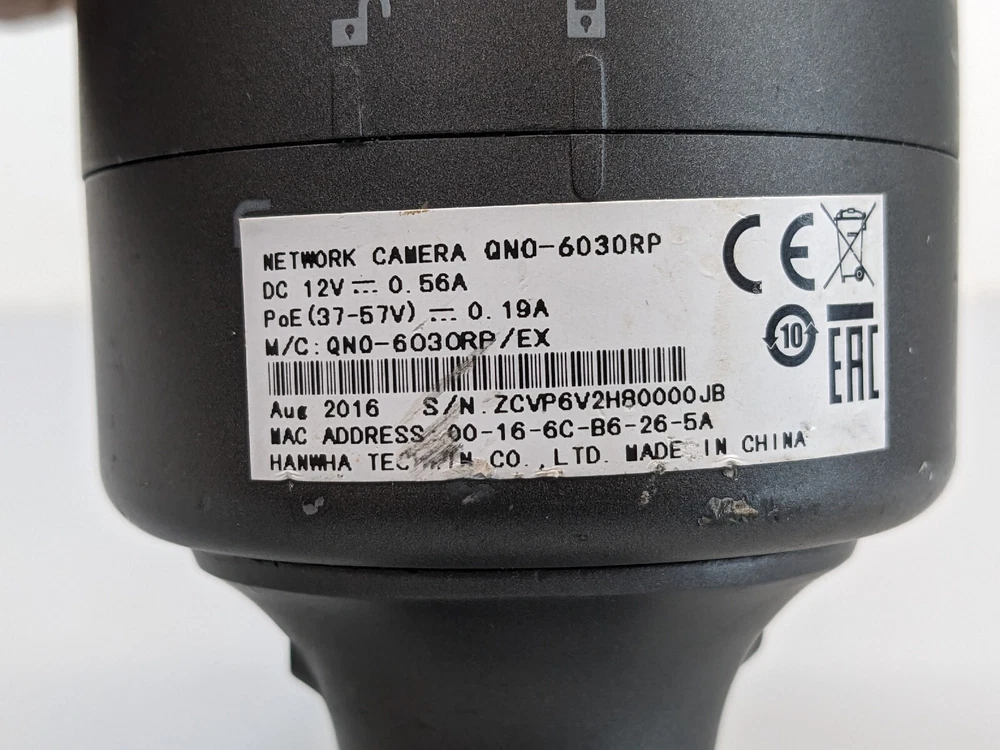 NETWORK CAMERA QNO-6030RP
DC 12V ⎓ 0.56A
PoE(37-57V) ⎓ 0.19A
M/C:QNO-6030RP/EX
Aug 2016 S/N.ZCVP6V2H80000JB
MAC ADDRESS 00-16-6C-B6-26-5A
HANWHA CO.,LTD. MADE IN CHINA
CE
10
EAC